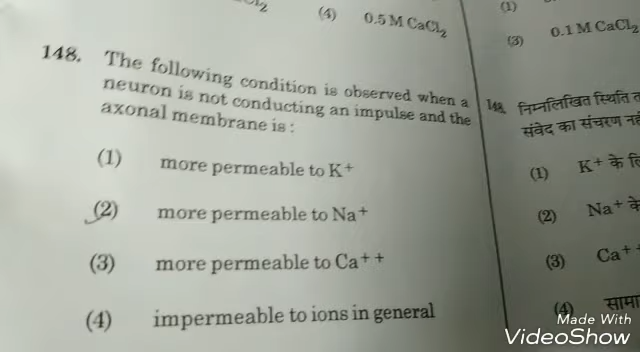 (4) 0.5 M CaCl₂
(1)
(3) 0.1 M CaCl₂
148. The following condition is observed when a
neuron is not conducting an impulse and the
axonal membrane is :
(1) more permeable to K+
(2) more permeable to Na+
(3) more permeable to Ca++
(4) impermeable to ions in general
148. निम्नलिखित स्थिति
संवेद का संचरण
(1) K+ के
(2) Na+
(3) Ca++
(4)
Made With
VideoShow